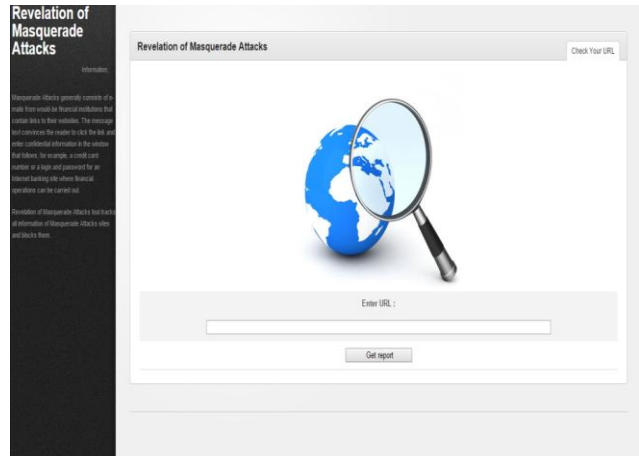 Revelation of
Masquerade
Attacks
Information.
Masquerade Attacks generally consists of e-
mails from would-be financial institutions that
contain links to their websites. The message
text convinces the reader to click the link and
enter confidential information in the window
that follows, for example, a credit card
number or a login and password for an
Internet banking site where financial
operations can be carried out.
Revelation of Masquerade Attacks tool tracks
all information of Masquerade Attacks sites
and blocks them.
Revelation of Masquerade Attacks
Check Your URL
Enter URL :
Get report